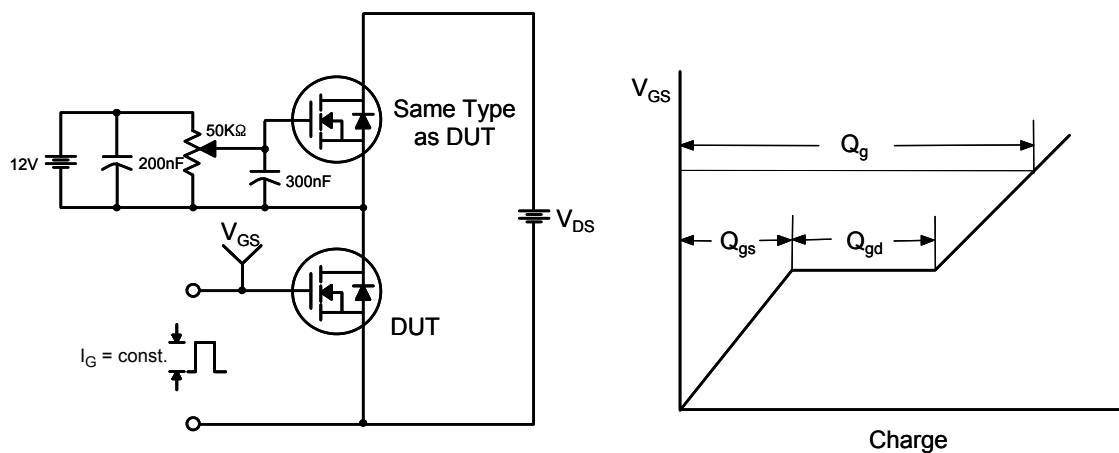 12V
200nF
50KΩ
300nF
Same Type
as DUT
V_DS
V_GS
DUT
I_G = const.
V_GS
Q_g
Q_gs
Q_gd
Charge